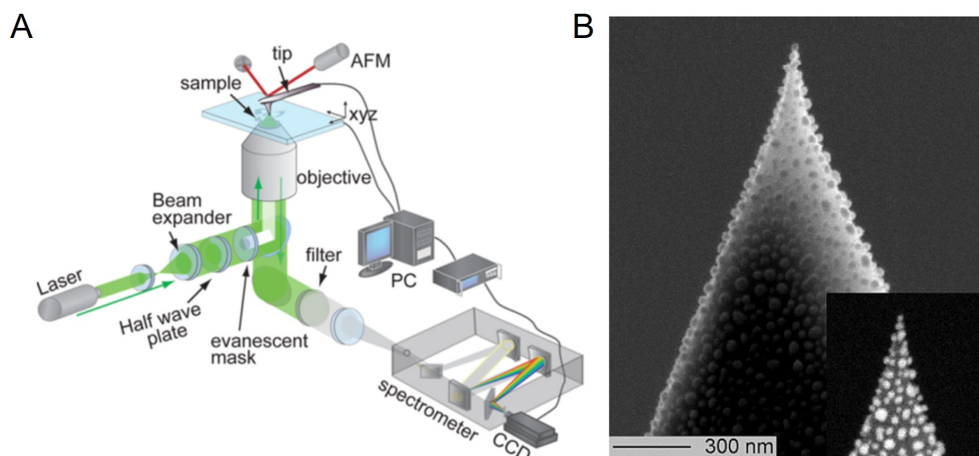 A
B
tip
AFM
sample
xyz
objective
Beam
expander
filter
Laser
PC
Half wave
plate
evanescent
mask
spectrometer
CCD
300 nm